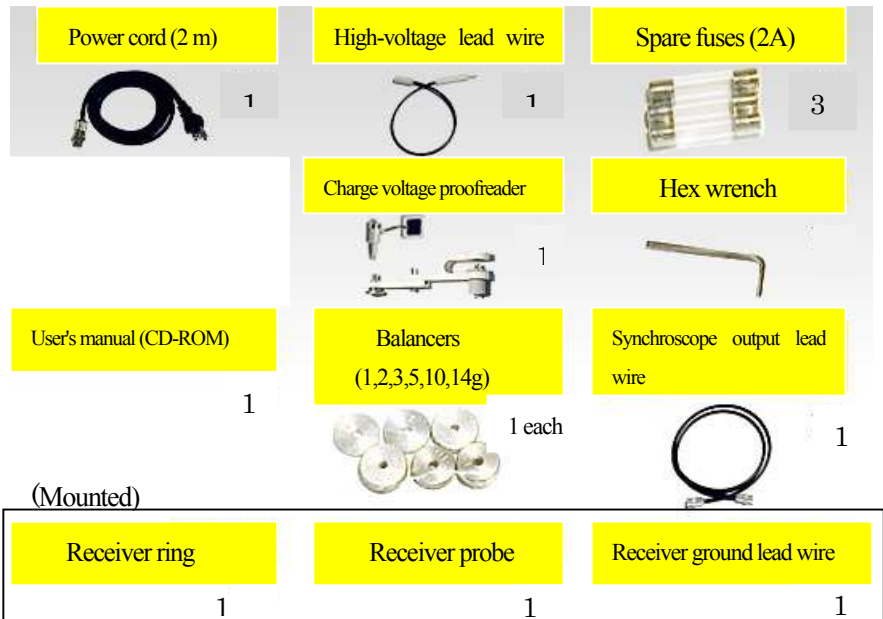 Power cord (2 m)
1
High-voltage lead wire
1
Spare fuses (2A)
3
Charge voltage proofreader
1
Hex wrench
User's manual (CD-ROM)
1
Balancers
(1,2,3,5,10,14g)
1 each
Synchroscope output lead
wire
1
(Mounted)
Receiver ring
1
Receiver probe
1
Receiver ground lead wire
1